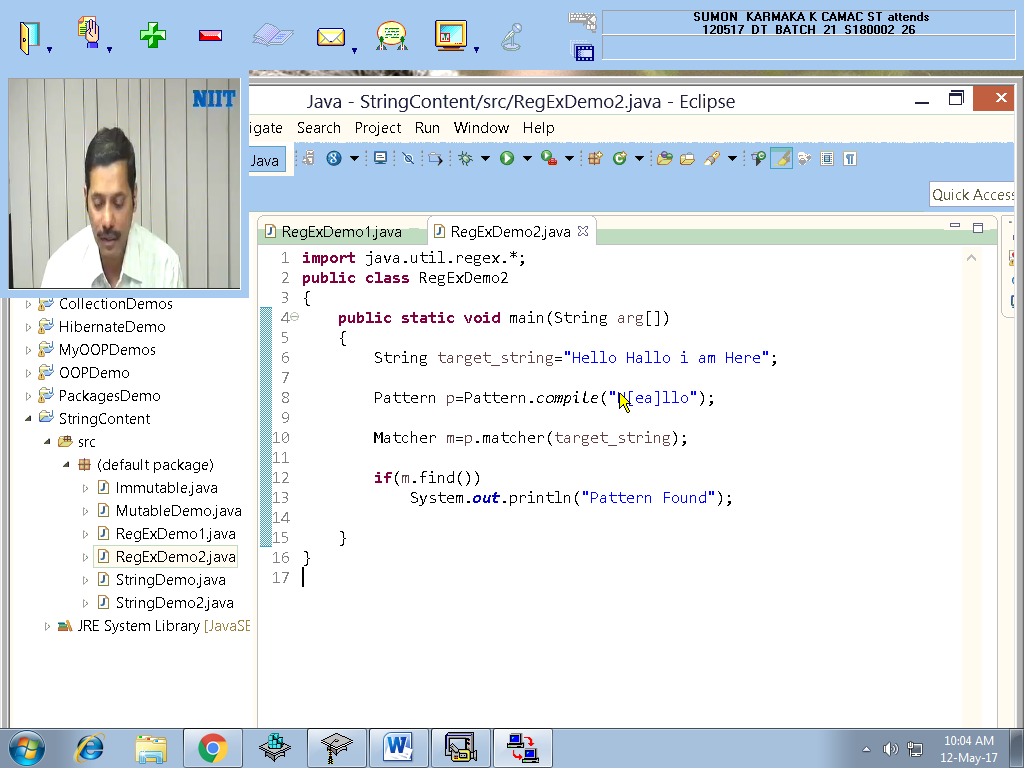 SUMON KARMAKA K CAMAC ST attends
120517 DT BATCH 21 S180002 26
NIIT
Java - StringContent/src/RegExDemo2.java - Eclipse
igate Search Project Run Window Help
Java
Quick Access
RegExDemo1.java
RegExDemo2.java
1 import java.util.regex.*;
2 public class RegExDemo2
3 {
4 public static void main(String arg[])
5 {
6 String target_string="Hello Hallo i am Here";
7
8 Pattern p=Pattern.compile("H[ea]llo");
9
10 Matcher m=p.matcher(target_string);
11
12 if(m.find())
13 System.out.println("Pattern Found");
14
15 }
16 }
17
CollectionDemos
HibernateDemo
MyOOPDemos
OOPDemo
PackagesDemo
StringContent
src
(default package)
Immutable.java
MutableDemo.java
RegExDemo1.java
RegExDemo2.java
StringDemo.java
StringDemo2.java
JRE System Library [JavaSE
10:04 AM
12-May-17